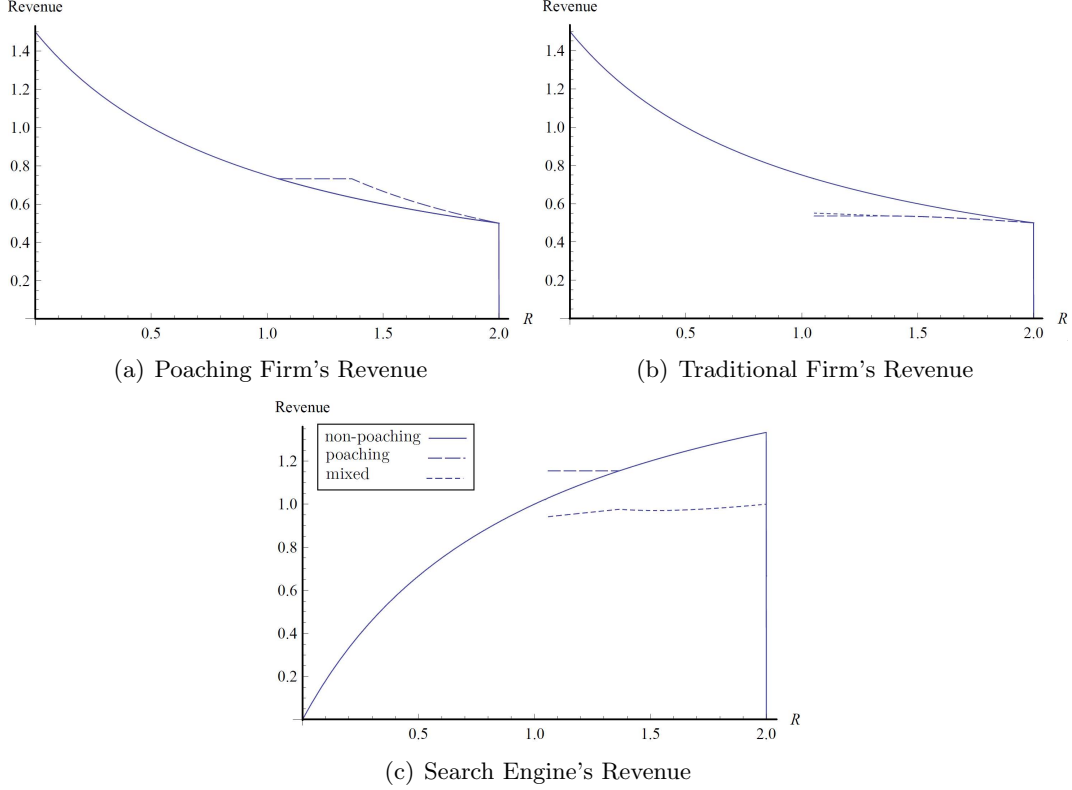 Revenue
1.4
1.2
1.0
0.8
0.6
0.4
0.2
0.5 1.0 1.5 2.0 R
(a) Poaching Firm's Revenue
Revenue
1.4
1.2
1.0
0.8
0.6
0.4
0.2
0.5 1.0 1.5 2.0 R
(b) Traditional Firm's Revenue
Revenue
non-poaching
poaching
mixed
1.2
1.0
0.8
0.6
0.4
0.2
0.5 1.0 1.5 2.0 R
(c) Search Engine's Revenue